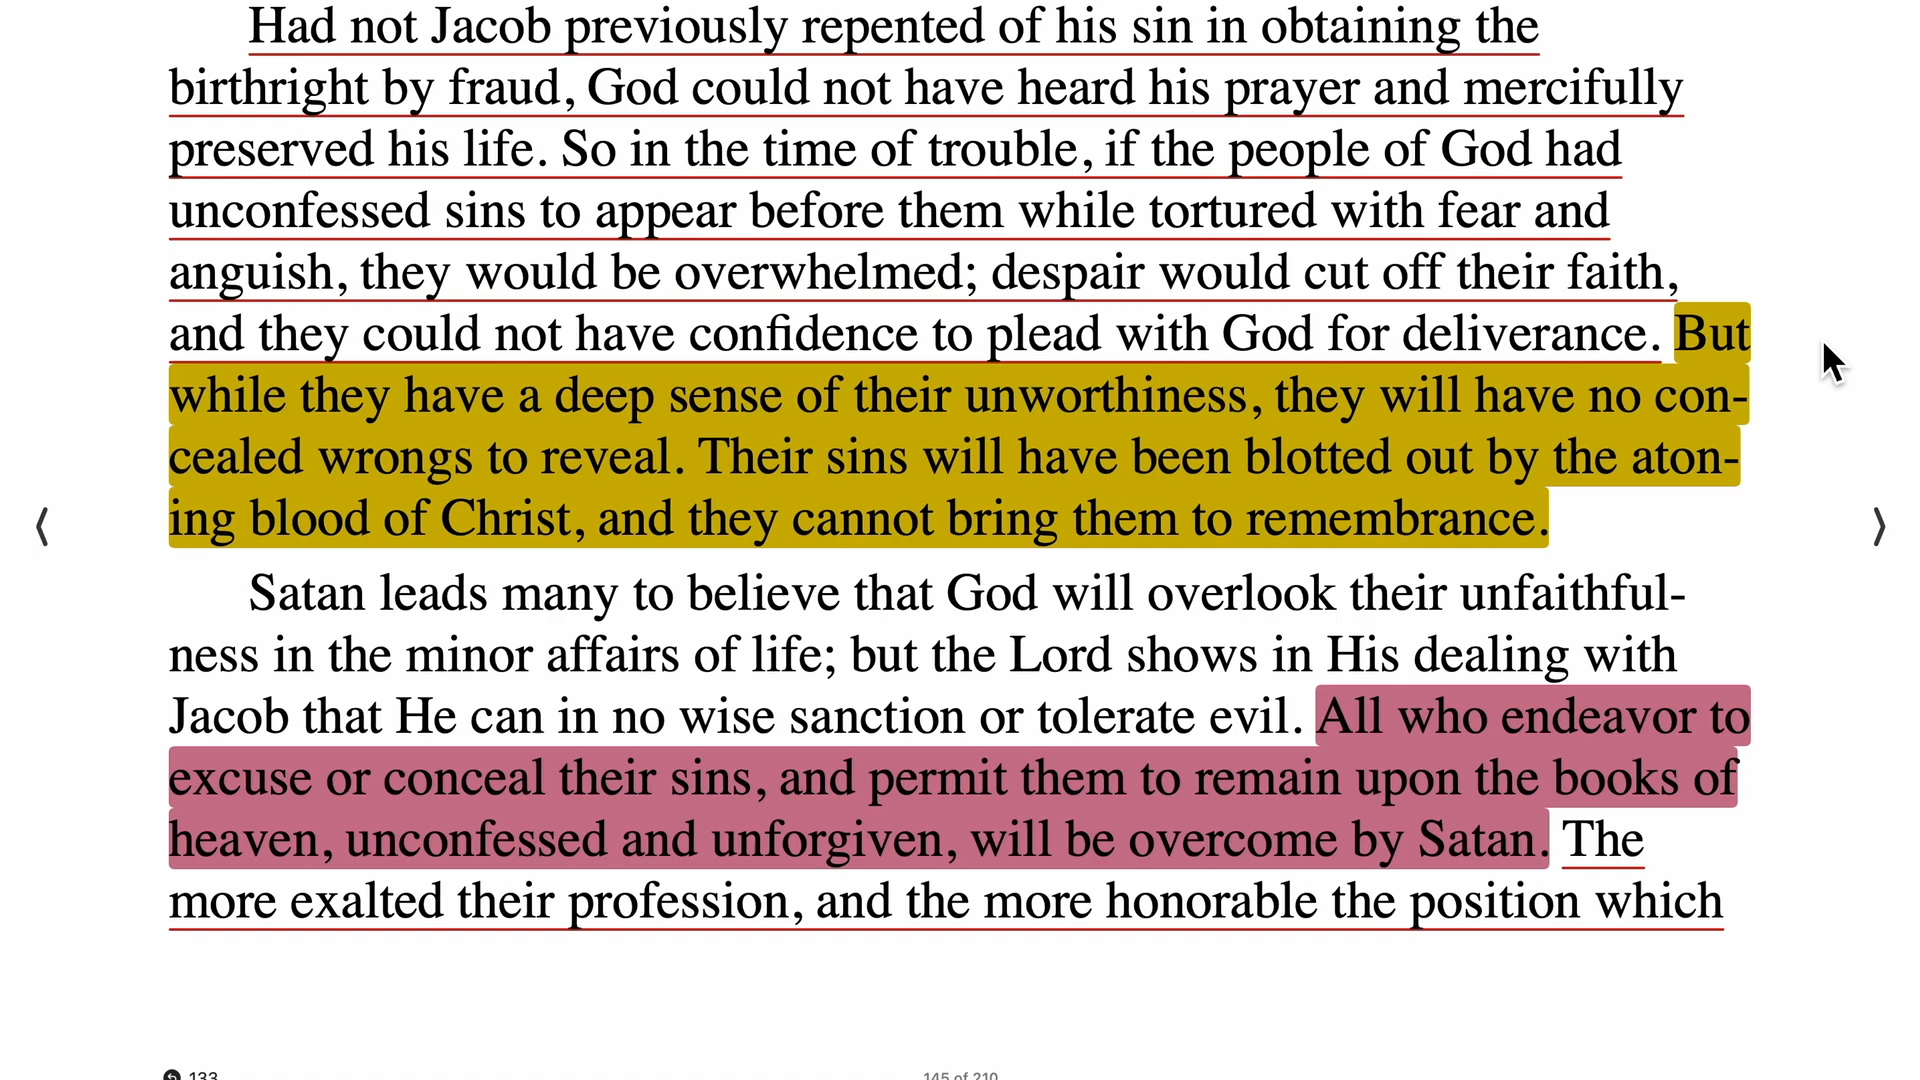 Had not Jacob previously repented of his sin in obtaining the
birthright by fraud, God could not have heard his prayer and mercifully
preserved his life. So in the time of trouble, if the people of God had
unconfessed sins to appear before them while tortured with fear and
anguish, they would be overwhelmed; despair would cut off their faith,
and they could not have confidence to plead with God for deliverance. But
while they have a deep sense of their unworthiness, they will have no con-
cealed wrongs to reveal. Their sins will have been blotted out by the aton-
ing blood of Christ, and they cannot bring them to remembrance.
Satan leads many to believe that God will overlook their unfaithful-
ness in the minor affairs of life; but the Lord shows in His dealing with
Jacob that He can in no wise sanction or tolerate evil. All who endeavor to
excuse or conceal their sins, and permit them to remain upon the books of
heaven, unconfessed and unforgiven, will be overcome by Satan. The
more exalted their profession, and the more honorable the position which
133
145 of 210